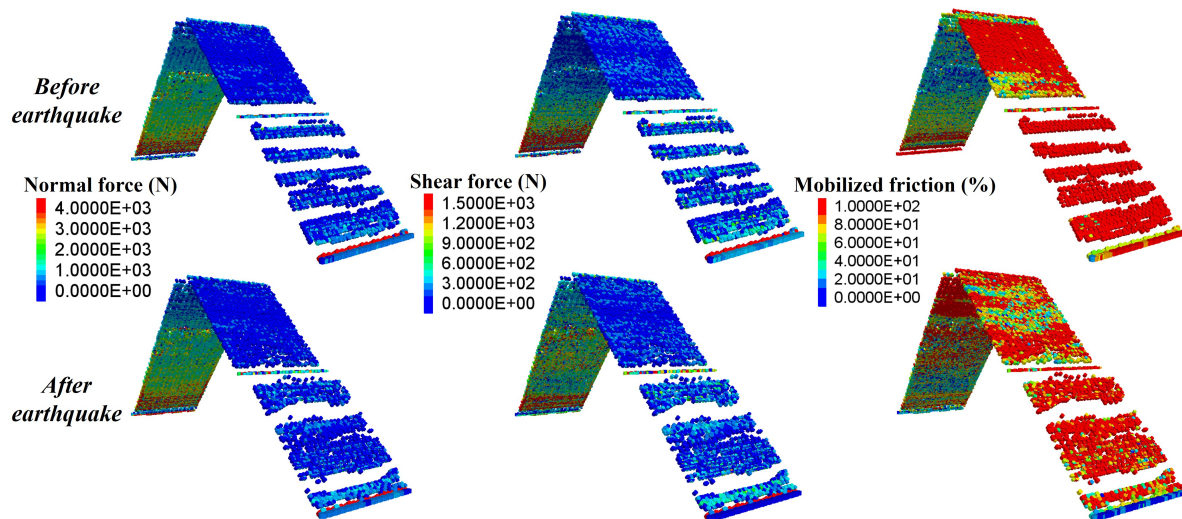 Before
earthquake
Normal force (N)
4.0000E+03
3.0000E+03
2.0000E+03
1.0000E+03
0.0000E+00
Shear force (N)
1.5000E+03
1.2000E+03
9.0000E+02
6.0000E+02
3.0000E+02
0.0000E+00
Mobilized friction (%)
1.0000E+02
8.0000E+01
6.0000E+01
4.0000E+01
2.0000E+01
0.0000E+00
After
earthquake